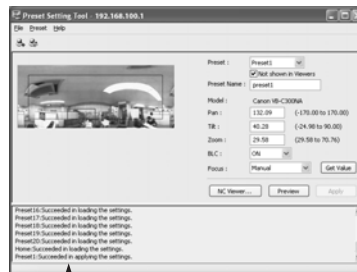 Preset Setting Tool - 192.168.100.1
File Preset Help
Preset : Preset1
Not shown in Viewers
Preset Name : preset1
Model : Canon VB-C300NA
Pan : 132.09 (-170.00 to 170.00)
Tilt : 40.28 (-24.98 to 90.00)
Zoom : 29.58 (29.58 to 70.76)
BLC : ON
Focus : Manual Get Value
NC Viewer... Preview Apply
Preset16:Succeeded in loading the settings.
Preset17:Succeeded in loading the settings.
Preset18:Succeeded in loading the settings.
Preset19:Succeeded in loading the settings.
Preset20:Succeeded in loading the settings.
Home:Succeeded in loading the settings.
Preset1:Succeeded in applying the settings.